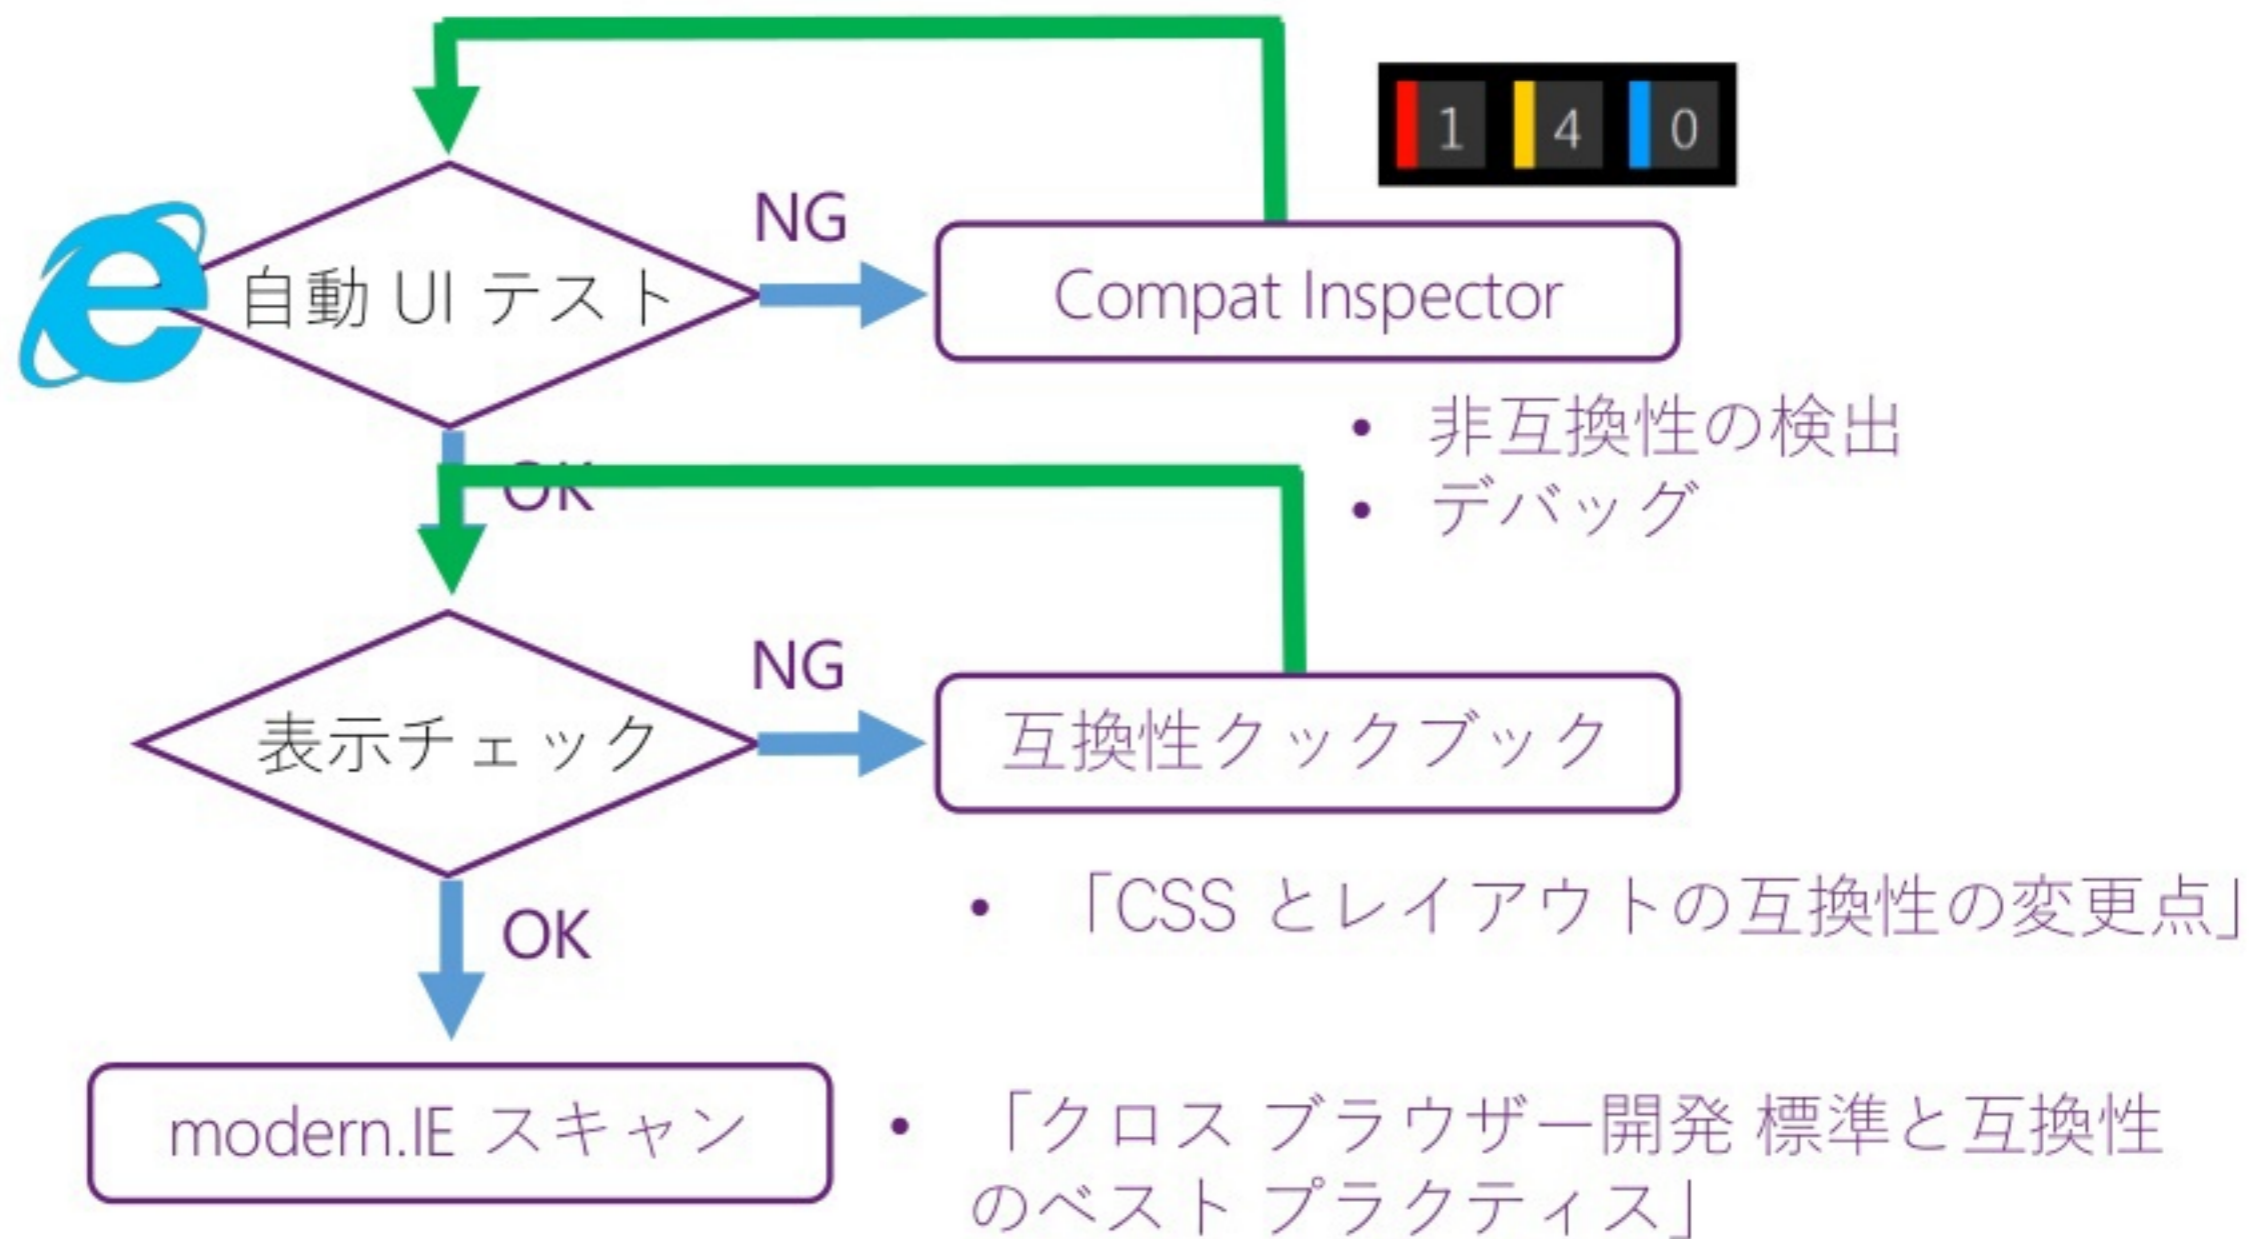 1 4 0
NG
自動 UI テスト
Compat Inspector
• 非互換性の検出
• デバッグ
OK
NG
表示チェック
互換性クックブック
• 「CSS とレイアウトの互換性の変更点」
OK
modern.IE スキャン
• 「クロス ブラウザー開発 標準と互換性
のベスト プラクティス」